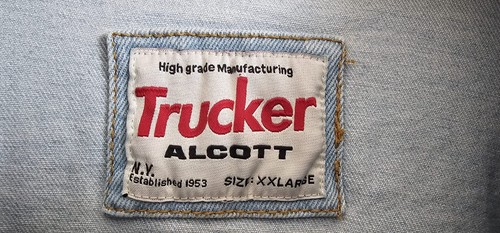 High grade Manufacturing
Trucker
ALCOTT
N.Y.
Established 1953 SIZE: XXLARGE